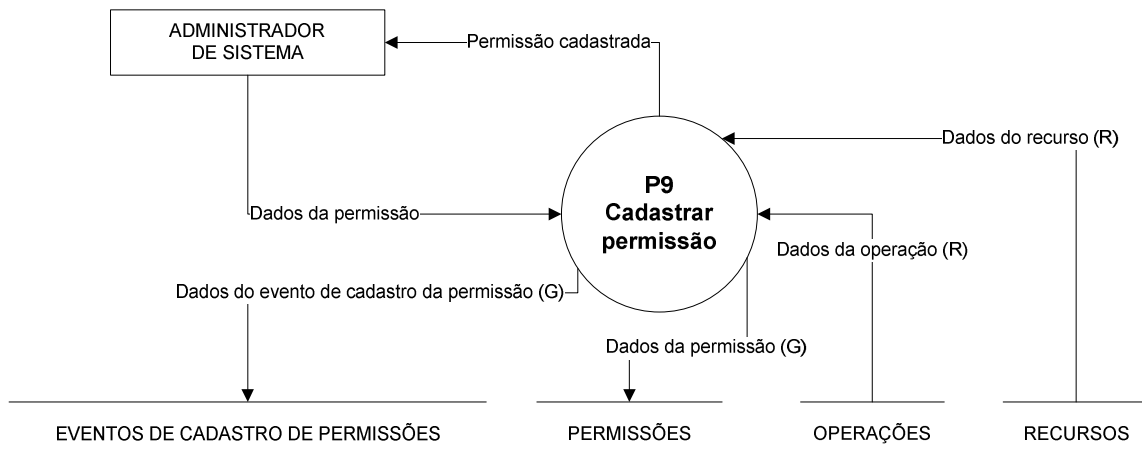 ADMINISTRADOR
DE SISTEMA
Permissão cadastrada
Dados do recurso (R)
P9
Cadastrar
permissão
Dados da permissão
Dados da operação (R)
Dados do evento de cadastro da permissão (G)
Dados da permissão (G)
EVENTOS DE CADASTRO DE PERMISSÕES
PERMISSÕES
OPERAÇÕES
RECURSOS